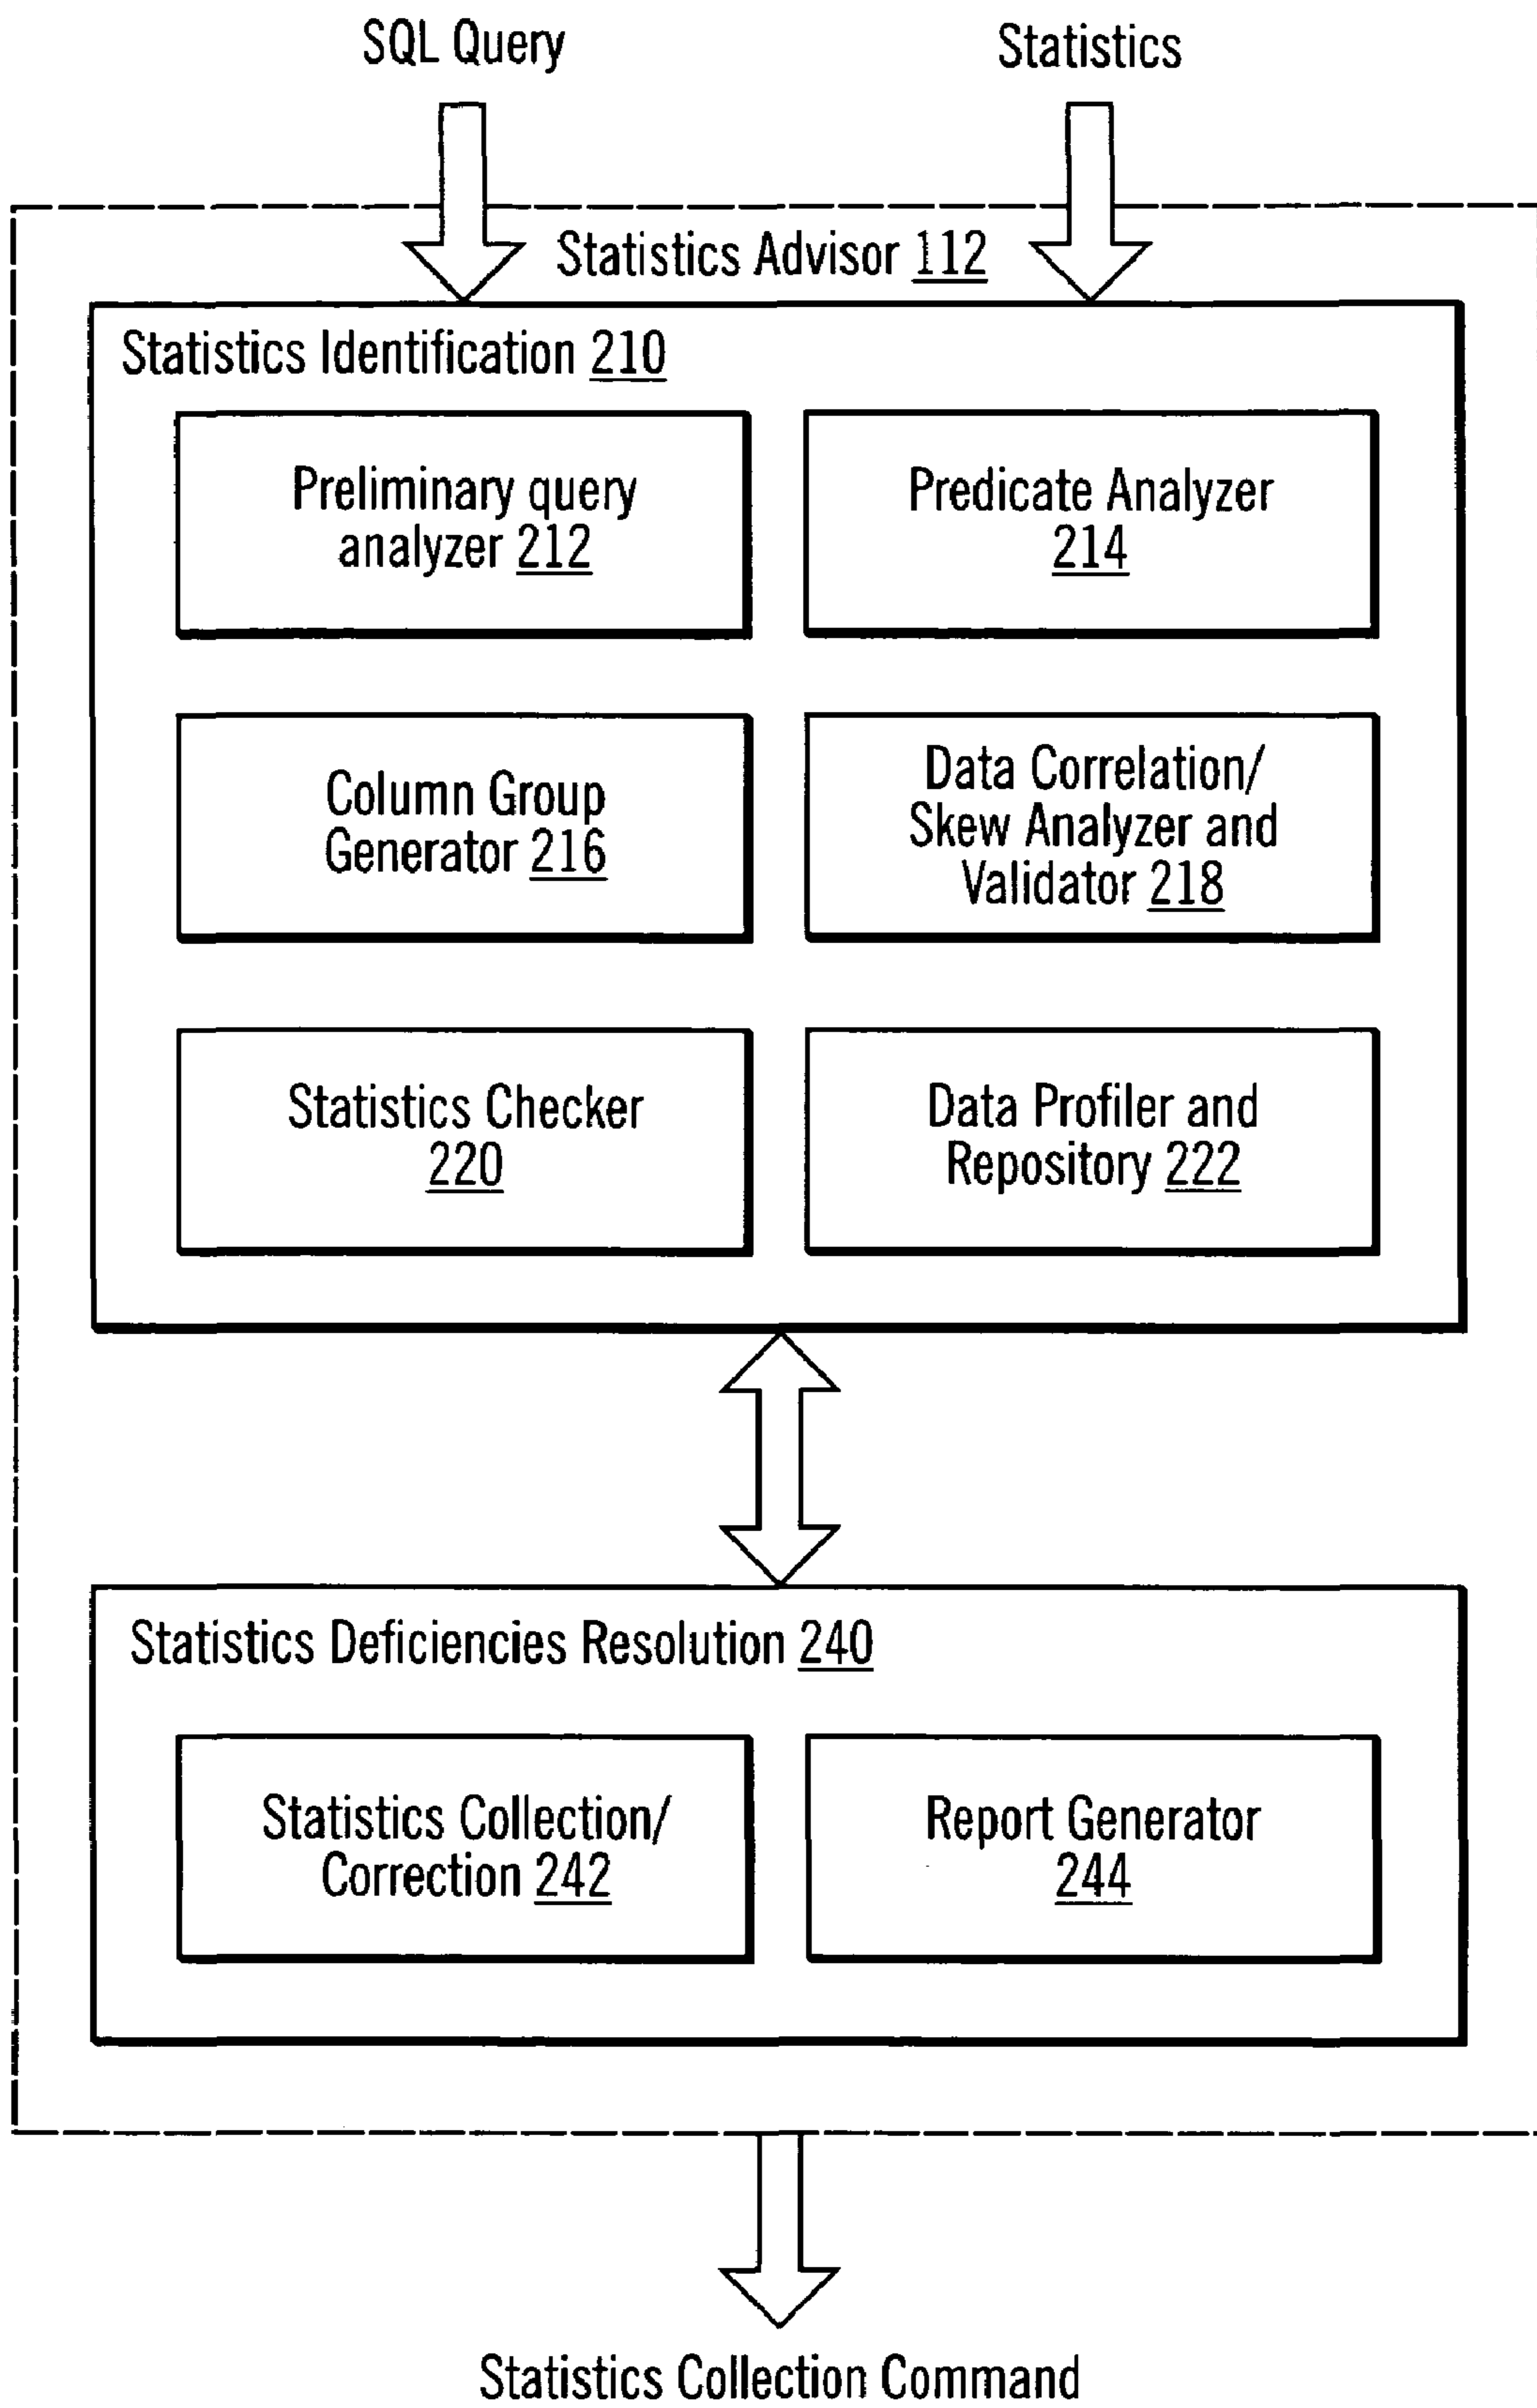 SQL Query
Statistics
Statistics Advisor 112
Statistics Identification 210
Preliminary query
analyzer 212
Predicate Analyzer
214
Column Group
Generator 216
Data Correlation/
Skew Analyzer and
Validator 218
Statistics Checker
220
Data Profiler and
Repository 222
Statistics Deficiencies Resolution 240
Statistics Collection/
Correction 242
Report Generator
244
Statistics Collection Command